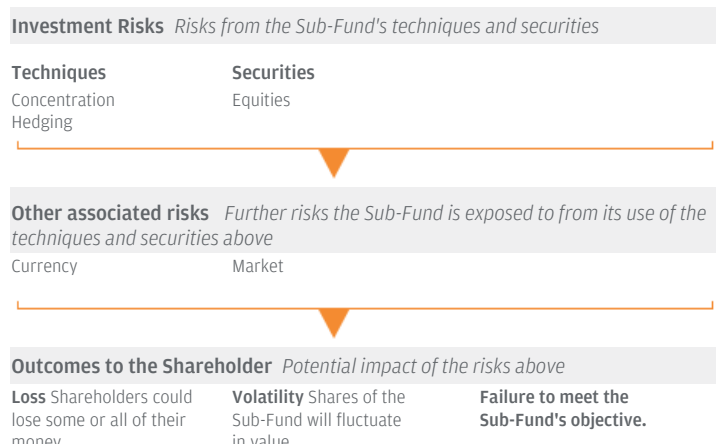 Investment Risks Risks from the Sub-Fund's techniques and securities
Techniques
Concentration
Hedging
Securities
Equities
Other associated risks Further risks the Sub-Fund is exposed to from its use of the
techniques and securities above
Currency
Market
Outcomes to the Shareholder Potential impact of the risks above
Loss Shareholders could
lose some or all of their
money
Volatility Shares of the
Sub-Fund will fluctuate
in value
Failure to meet the
Sub-Fund's objective.